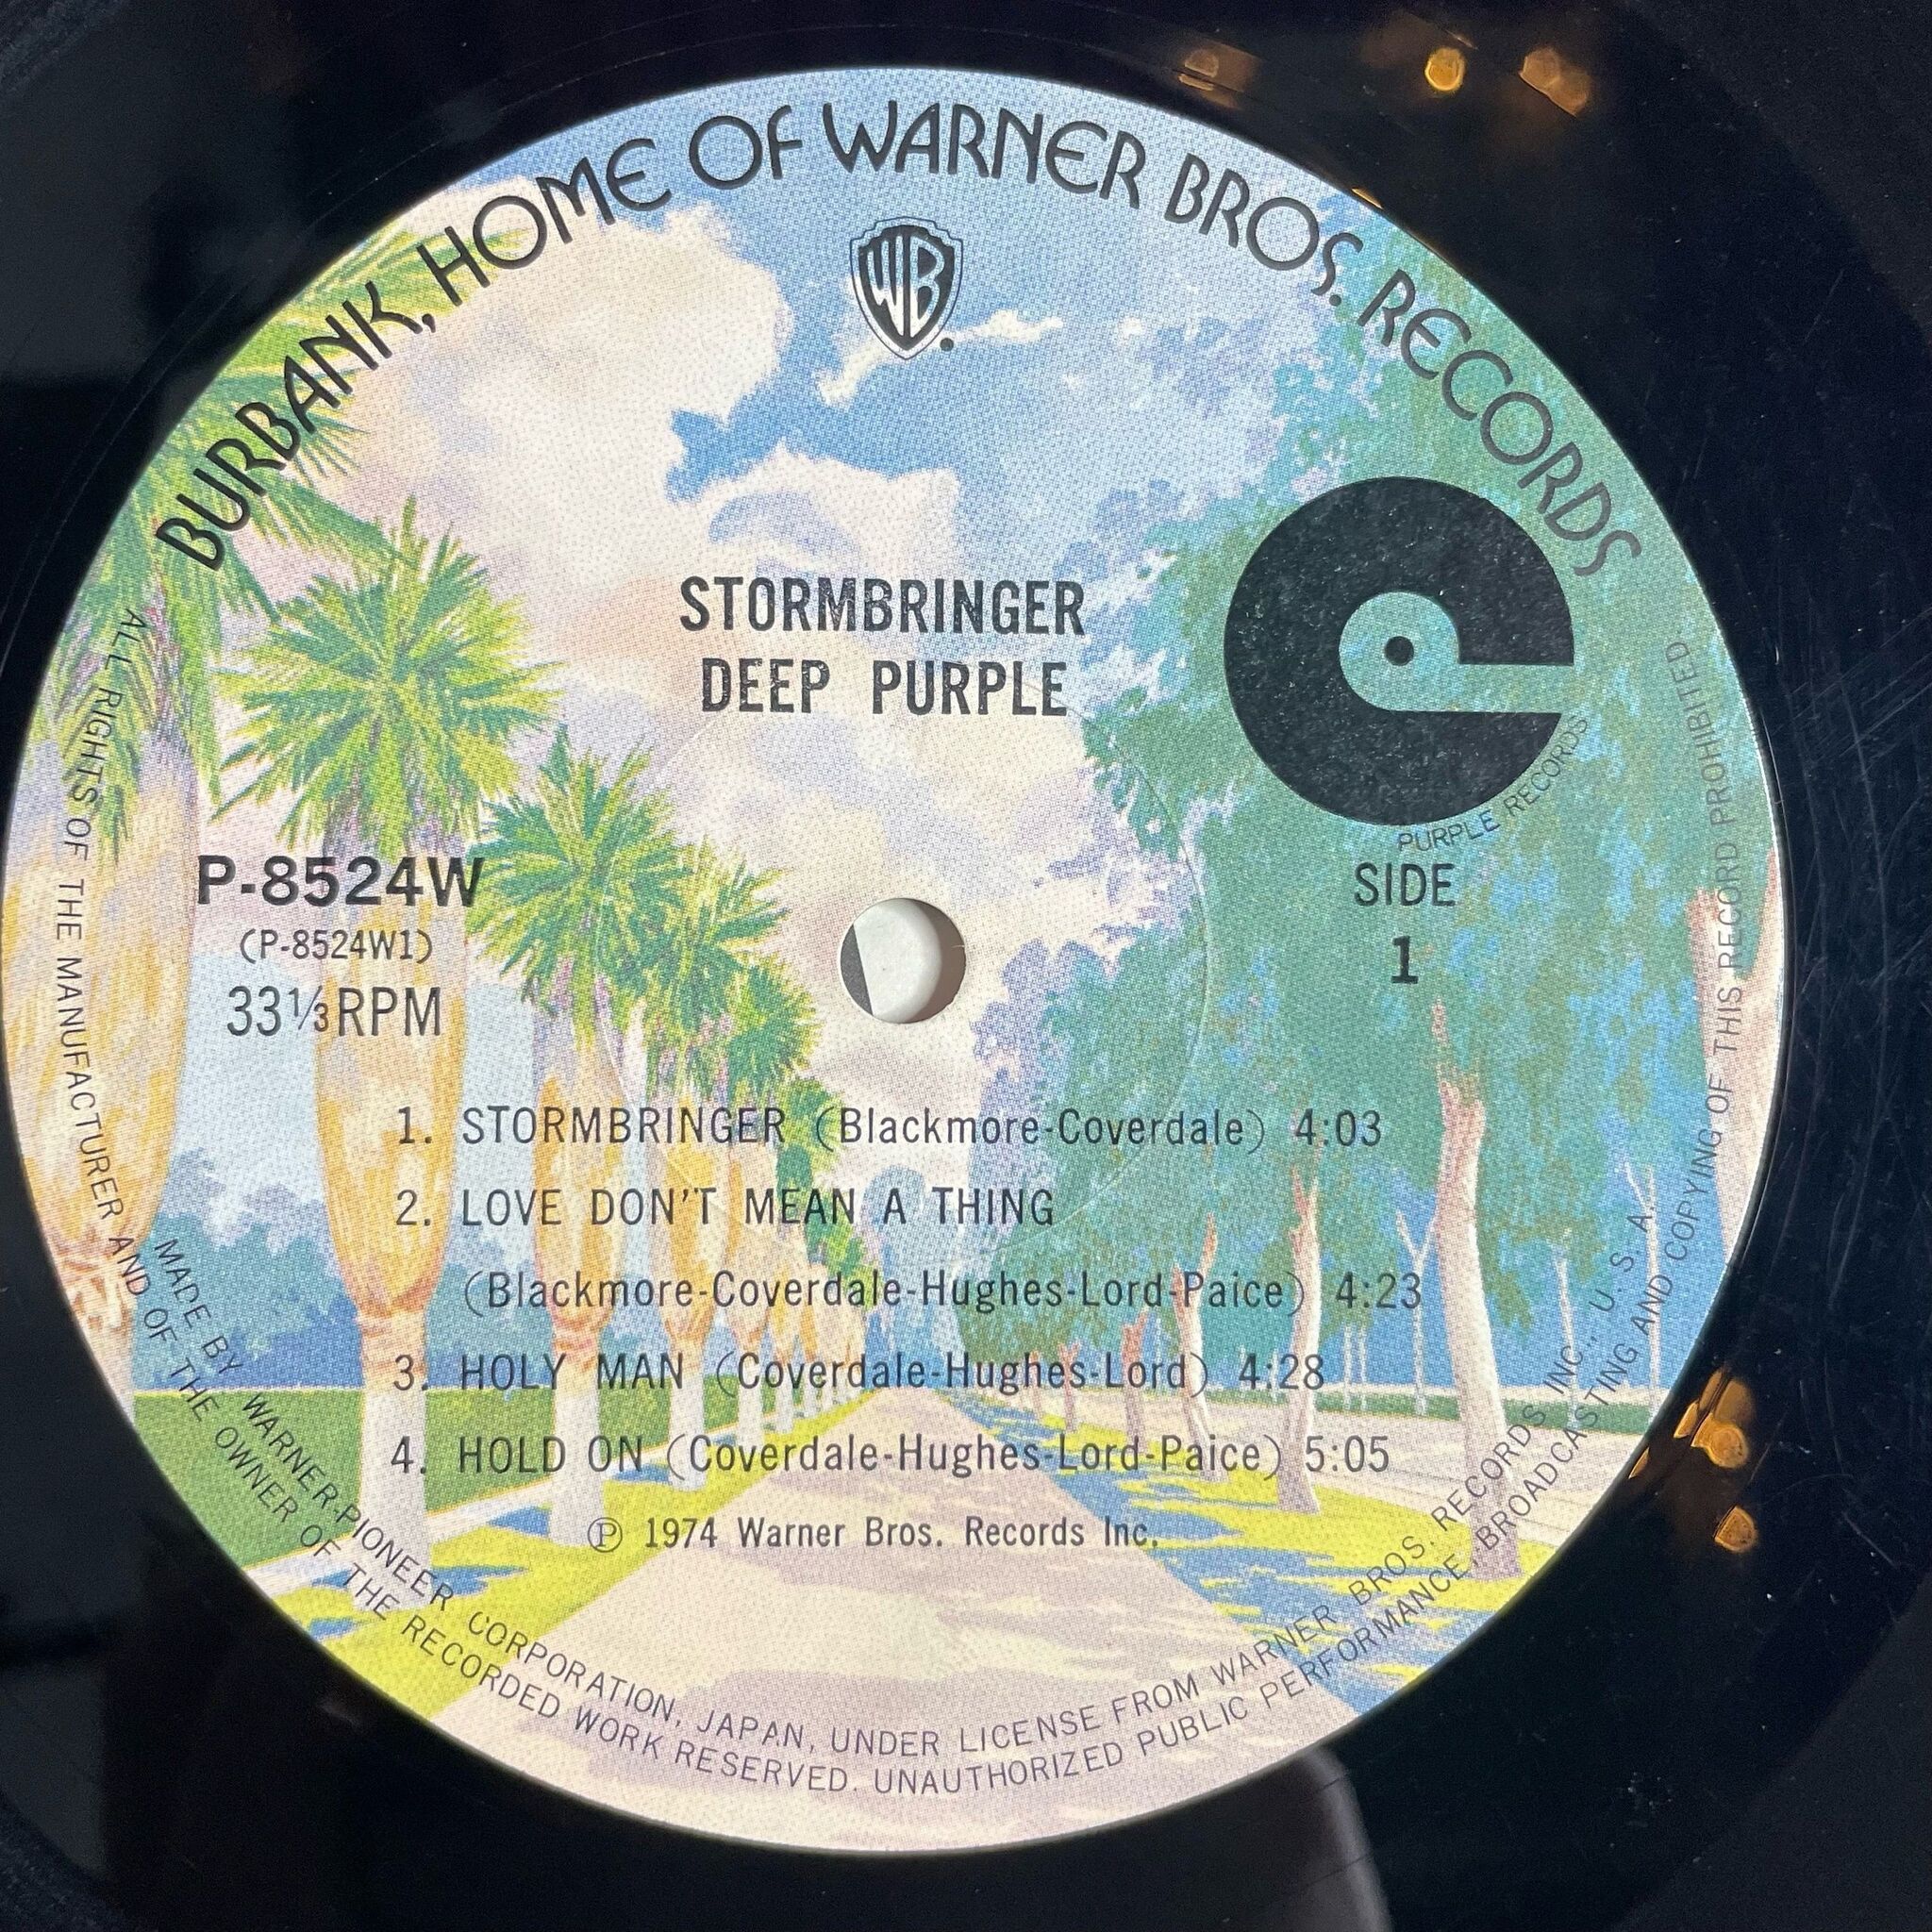 BURBANK, HOME OF WARNER BROS. RECORDS
WB
STORMBRINGER
DEEP PURPLE
PURPLE RECORDS
P-8524W
(P-8524W1)
33⅓RPM
SIDE
1
1. STORMBRINGER (Blackmore-Coverdale) 4:03
2. LOVE DON'T MEAN A THING
(Blackmore-Coverdale-Hughes-Lord-Paice) 4:23
3. HOLY MAN (Coverdale-Hughes-Lord) 4:28
4. HOLD ON (Coverdale-Hughes-Lord-Paice) 5:05
℗ 1974 Warner Bros. Records Inc.
MADE BY WARNER-PIONEER CORPORATION, JAPAN, UNDER LICENSE FROM WARNER BROS. RECORDS INC., U. S. A.
ALL RIGHTS OF THE MANUFACTURER AND OF THE OWNER OF THE RECORDED WORK RESERVED. UNAUTHORIZED PUBLIC PERFORMANCE, BROADCASTING AND COPYING OF THIS RECORD PROHIBITED